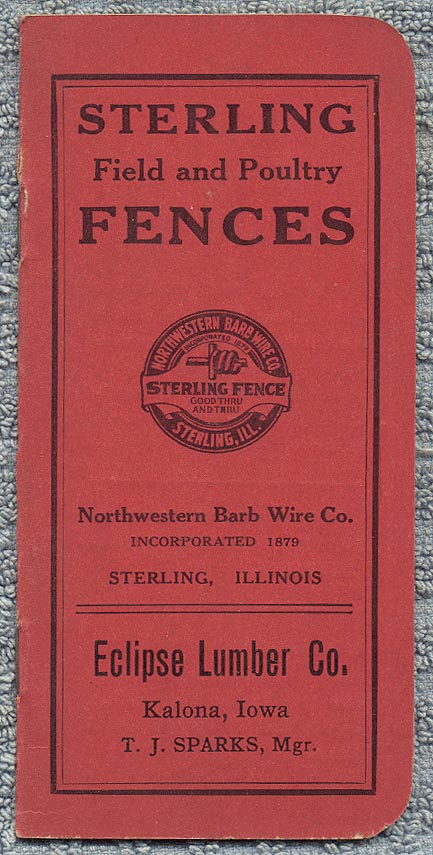 STERLING
Field and Poultry
FENCES
NORTHWESTERN BARB WIRE CO.
INCORPORATED 1879
STERLING FENCE
GOOD THRU
AND THRU
STERLING, ILL.
Northwestern Barb Wire Co.
INCORPORATED 1879
STERLING, ILLINOIS
Eclipse Lumber Co.
Kalona, Iowa
T. J. SPARKS, Mgr.